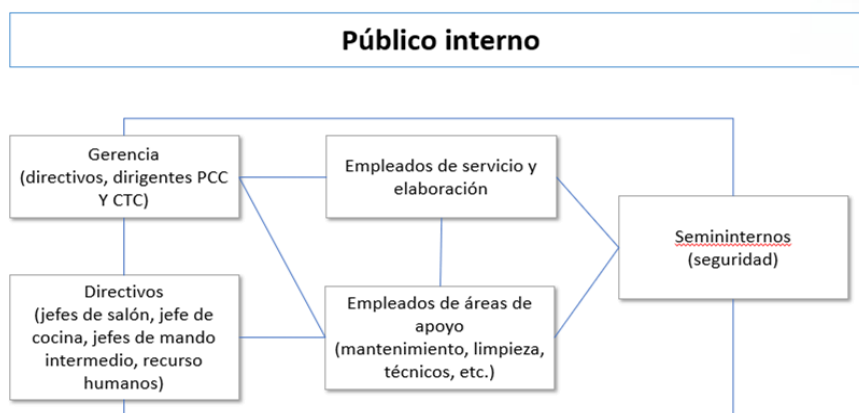 Público interno
Gerencia
(directivos, dirigentes PCC
Y CTC)
Empleados de servicio y
elaboración
Semininternos
(seguridad)
Directivos
(jefes de salón, jefe de
cocina, jefes de mando
intermedio, recurso
humanos)
Empleados de áreas de
apoyo
(mantenimiento, limpieza,
técnicos, etc.)